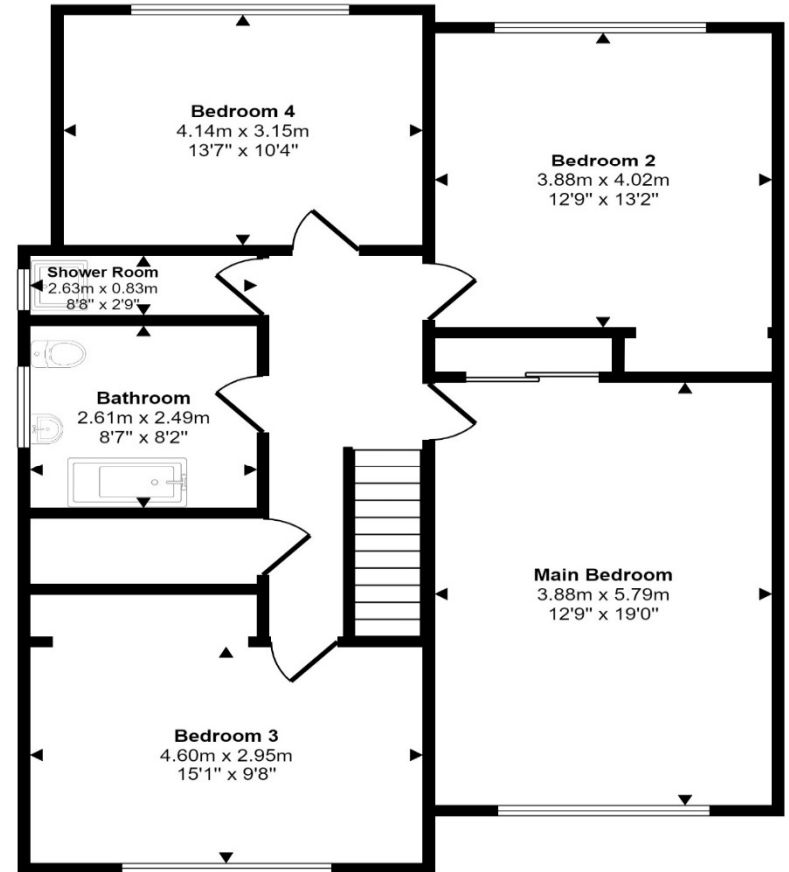 Bedroom 4
4.14m x 3.15m
13'7" x 10'4"
Bedroom 2
3.88m x 4.02m
12'9" x 13'2"
Shower Room
2.63m x 0.83m
8'8" x 2'9"
Bathroom
2.61m x 2.49m
8'7" x 8'2"
Main Bedroom
3.88m x 5.79m
12'9" x 19'0"
Bedroom 3
4.60m x 2.95m
15'1" x 9'8"